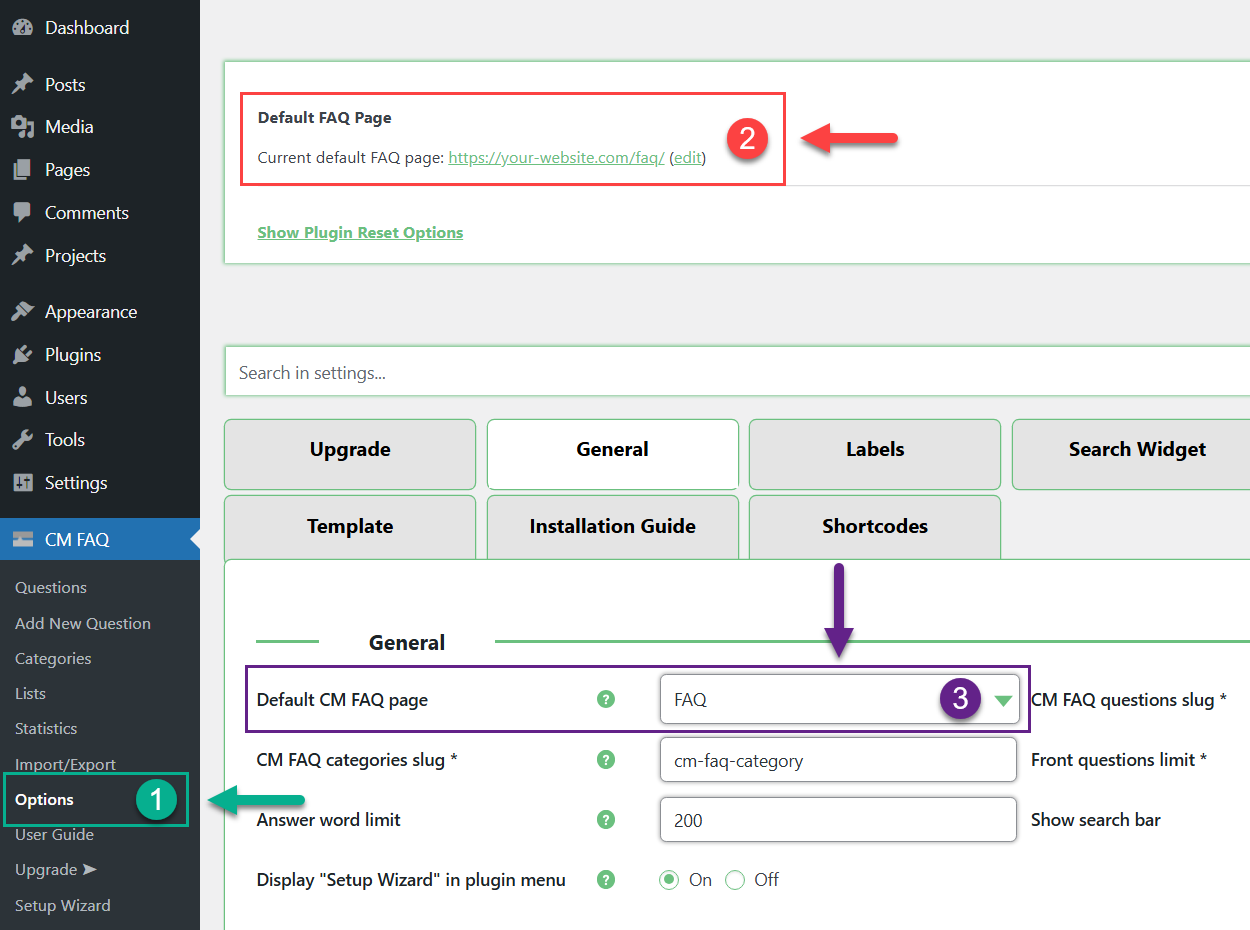 Dashboard
Posts
Media
Pages
Comments
Projects
Appearance
Plugins
Users
Tools
Settings
CM FAQ
Questions
Add New Question
Categories
Lists
Statistics
Import/Export
Options 1
User Guide
Upgrade ➤
Setup Wizard
Default FAQ Page
Current default FAQ page: https://your-website.com/faq/ (edit)
2
Show Plugin Reset Options
Search in settings...
Upgrade General Labels Search Widget
Template Installation Guide Shortcodes
General
Default CM FAQ page ? FAQ 3 CM FAQ questions slug *
CM FAQ categories slug * ? cm-faq-category Front questions limit *
Answer word limit ? 200 Show search bar
Display "Setup Wizard" in plugin menu ? On Off